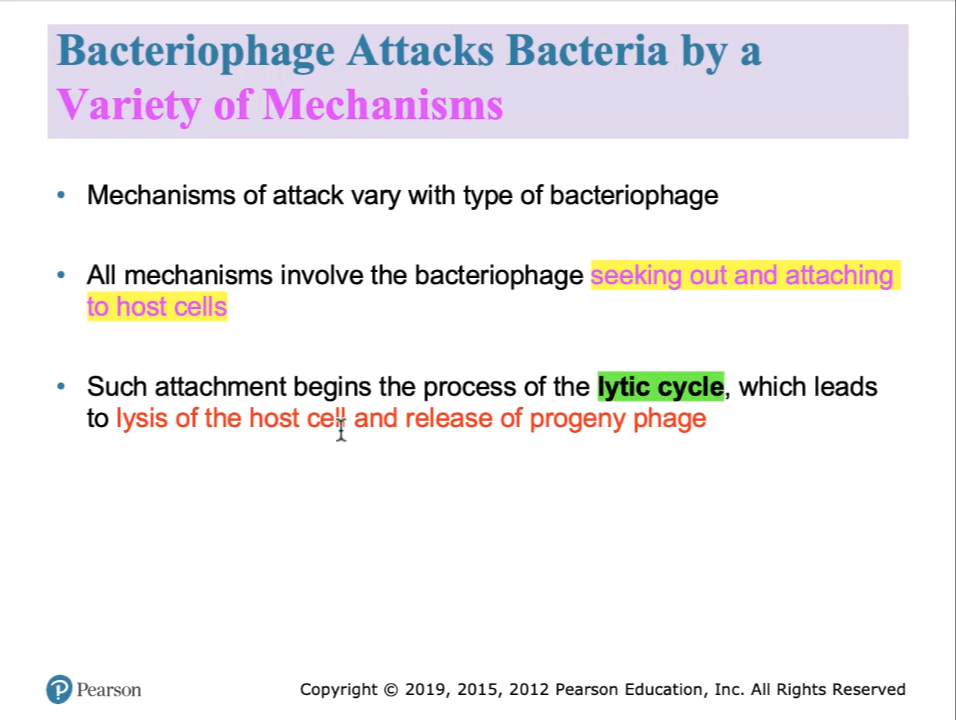 Bacteriophage Attacks Bacteria by a
Variety of Mechanisms
• Mechanisms of attack vary with type of bacteriophage
• All mechanisms involve the bacteriophage seeking out and attaching
to host cells
• Such attachment begins the process of the lytic cycle, which leads
to lysis of the host cell and release of progeny phage
P Pearson
Copyright © 2019, 2015, 2012 Pearson Education, Inc. All Rights Reserved